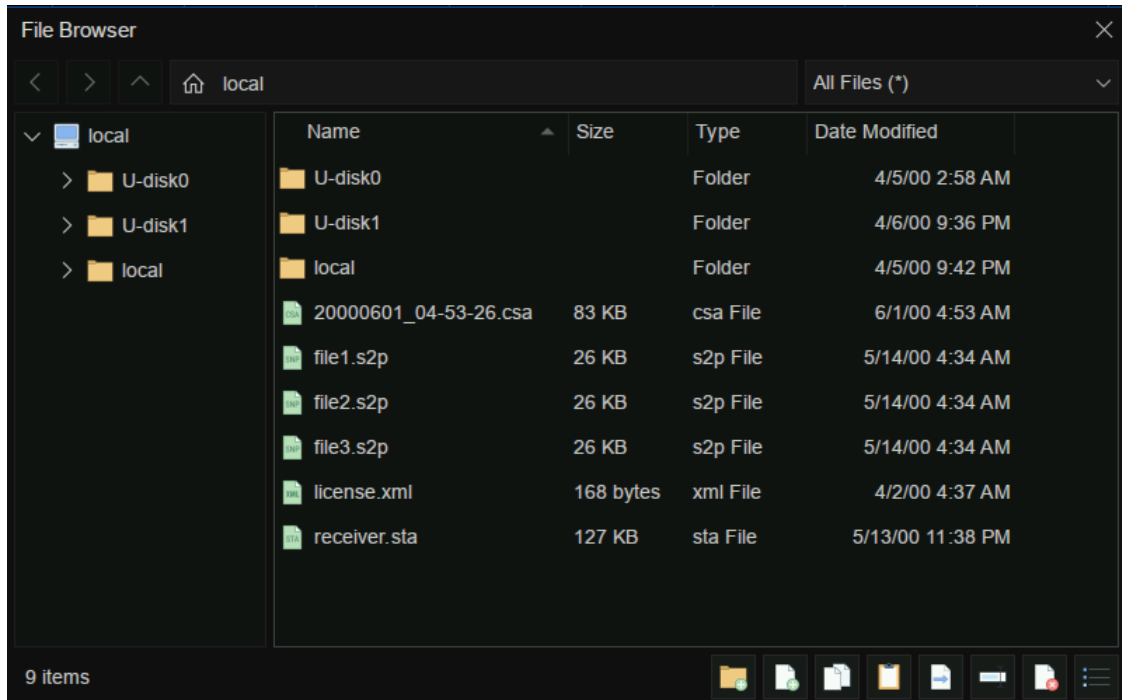 File Browser
local
All Files (*)
local
U-disk0
U-disk1
local
Name Size Type Date Modified
U-disk0 Folder 4/5/00 2:58 AM
U-disk1 Folder 4/6/00 9:36 PM
local Folder 4/5/00 9:42 PM
CSA 20000601_04-53-26.csa 83 KB csa File 6/1/00 4:53 AM
SNP file1.s2p 26 KB s2p File 5/14/00 4:34 AM
SNP file2.s2p 26 KB s2p File 5/14/00 4:34 AM
SNP file3.s2p 26 KB s2p File 5/14/00 4:34 AM
XML license.xml 168 bytes xml File 4/2/00 4:37 AM
STA receiver.sta 127 KB sta File 5/13/00 11:38 PM
9 items